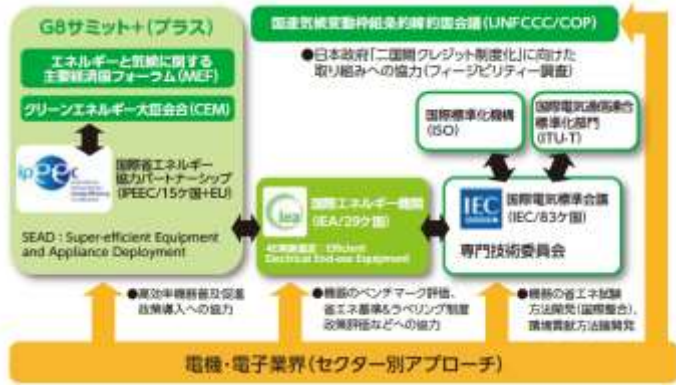 G8サミット+(プラス)
エネルギーと気候に関する
主要経済国フォーラム(MEF)
クリーンエネルギー大臣会合(CEM)
ipeec
国際省エネルギー
協力パートナーシップ
(IPEEC/15ケ国+EU)
SEAD : Super-efficient Equipment
and Appliance Deployment
国連気候変動枠組条約締約国会議(UNFCCC/COP)
●日本政府「二国間クレジット制度化」に向けた
取り組みへの協力(フィージビリティー調査)
国際標準化機構
(ISO)
国際電気通信連合
標準化部門
(ITU-T)
iea
国際エネルギー機関
(IEA/29ケ国)
Efficient
Electrical End-use Equipment
IEC
国際電気標準会議
(IEC/83ケ国)
専門技術委員会
●高効率機器普及促進
政策導入への協力
●機器のベンチマーク評価、
省エネ基準&ラベリング制度
政策評価などへの協力
●機器の省エネ試験
方法開発(国際整合)、
環境貢献方法論開発
電機・電子業界(セクター別アプローチ)